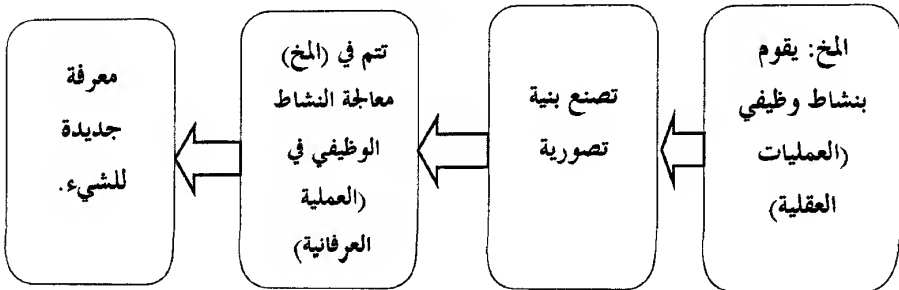 المخ: يقوم
بنشاط وظيفي
(العمليات
العقلية)
تصنع بنية
تصورية
تتم في (المخ)
معالجة النشاط
الوظيفي في
(العملية
العرفانية)
معرفة
جديدة
للشيء.